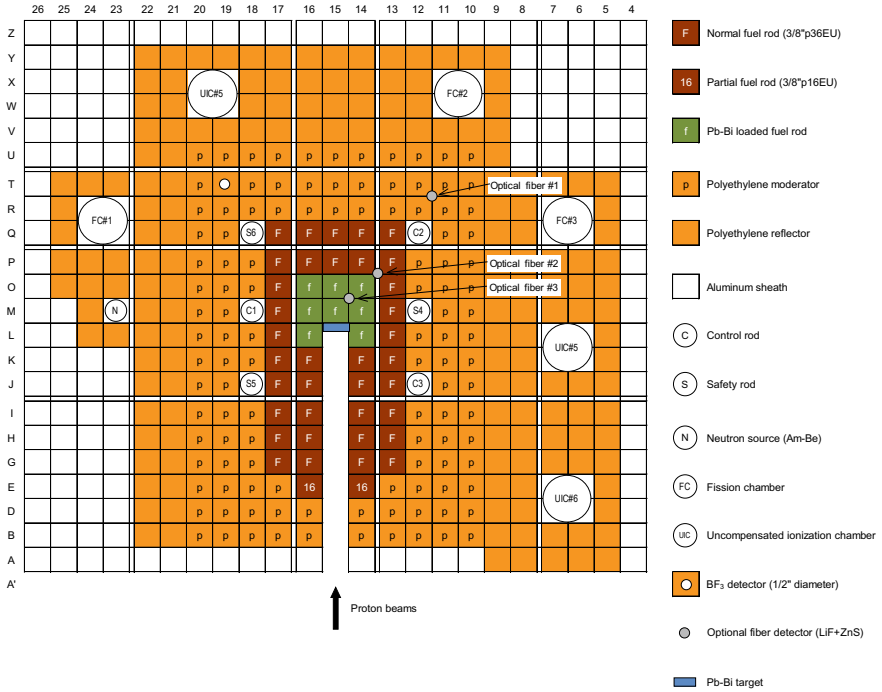 26 25 24 23 22 21 20 19 18 17 16 15 14 13 12 11 10 9 8 7 6 5 4
Z
Y
X
UIC#5 FC#2
W
V
U p p p p p p p p p p p
T p p p p p p p p p p
Optical fiber #1
R p p p p p p p p p p p
FC#1 FC#3
Q p p S6 F F F F F C2 p p
P p p p F F F F F p p p
Optical fiber #2
O p p p F f f f F p p p
Optical fiber #3
M N p p C1 F f f f F S4 p p
L p p p F f f F p p p
UIC#5
K p p p F F F F p p p
J p p S5 F F F F C3 p p
I p p p F F F F p p p
H p p p F F F F p p p
G p p p F F F F p p p
E p p p p 16 16 p p p p
UIC#6
D p p p p p p p p p p
B p p p p p p p p p p
A
A'
Proton beams
F Normal fuel rod (3/8"p36EU)
16 Partial fuel rod (3/8"p16EU)
f Pb-Bi loaded fuel rod
p Polyethylene moderator
Polyethylene reflector
Aluminum sheath
C Control rod
S Safety rod
N Neutron source (Am-Be)
FC Fission chamber
UIC Uncompensated ionization chamber
BF₃ detector (1/2" diameter)
Optional fiber detector (LiF+ZnS)
Pb-Bi target